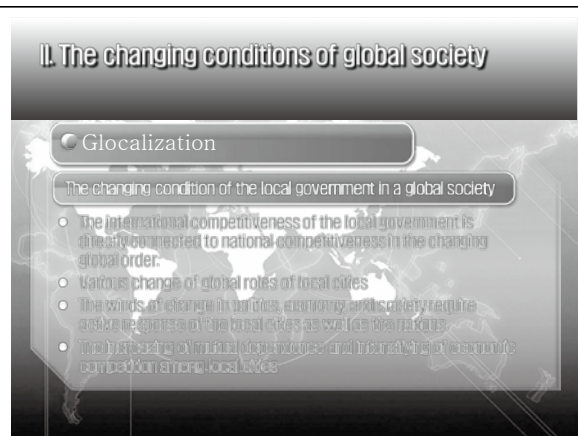 II. The changing conditions of global society
Glocalization
The changing condition of the local government in a global society
The international competitiveness of the local government is
directly connected to national competitiveness in the changing
global order.
Various change of global roles of local cities
The winds of change in politics, economy and society require
active response of the local cities as well as the nations
The increasing of mutual dependence and intensifying of economic
competition among local cities